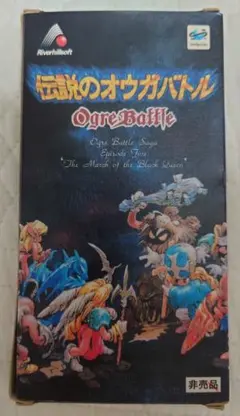 Riverhillsoft
伝説のオウガバトル
Ogre Battle
Ogre Battle Saga
Episode Five
"The March of the Black Queen"
非売品